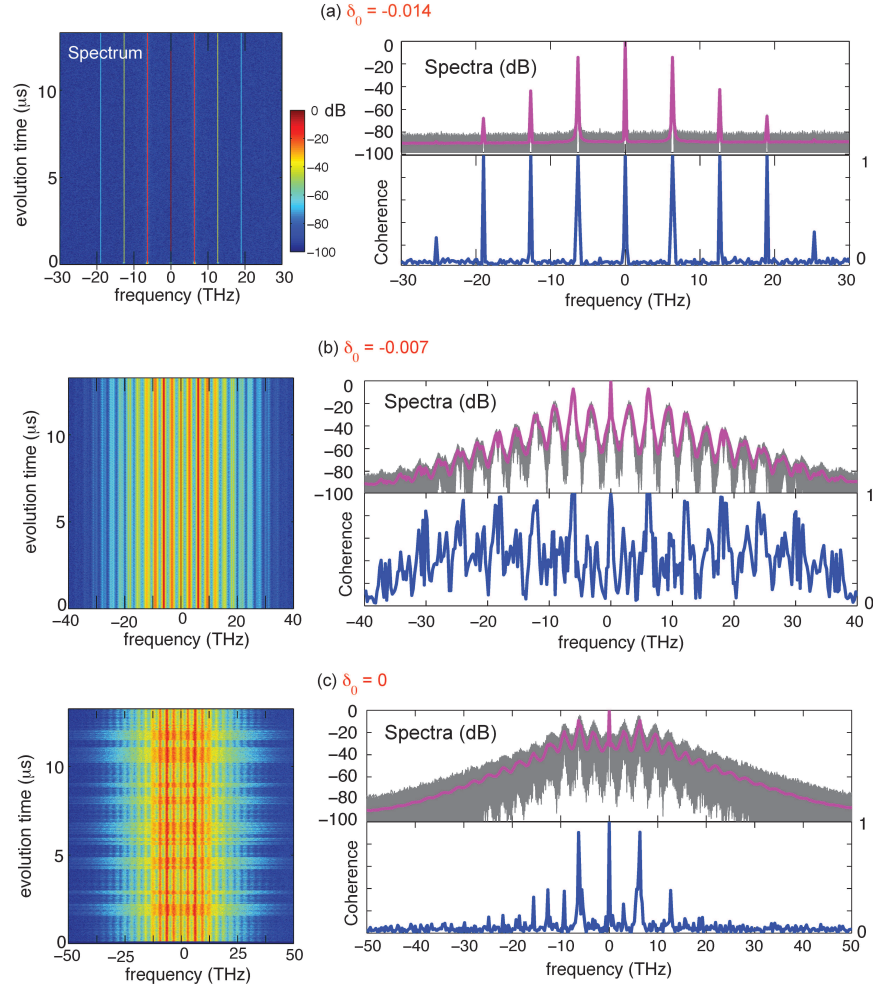 (a) δ0 = -0.014
Spectrum
evolution time (μs)
10
5
0
−30 −20 −10 0 10 20 30
frequency (THz)
0 dB
−20
−40
−60
−80
−100
Spectra (dB)
0
−20
−40
−60
−80
−100
Coherence
1
0
−30 −20 −10 0 10 20 30
frequency (THz)
(b) δ0 = -0.007
evolution time (μs)
10
5
0
−40 −20 0 20 40
frequency (THz)
Spectra (dB)
0
−20
−40
−60
−80
−100
Coherence
1
0
−40 −30 −20 −10 0 10 20 30 40
frequency (THz)
(c) δ0 = 0
evolution time (μs)
10
5
0
−50 −25 0 25 50
frequency (THz)
Spectra (dB)
0
−20
−40
−60
−80
−100
Coherence
1
0
−50 −40 −30 −20 −10 0 10 20 30 40 50
frequency (THz)